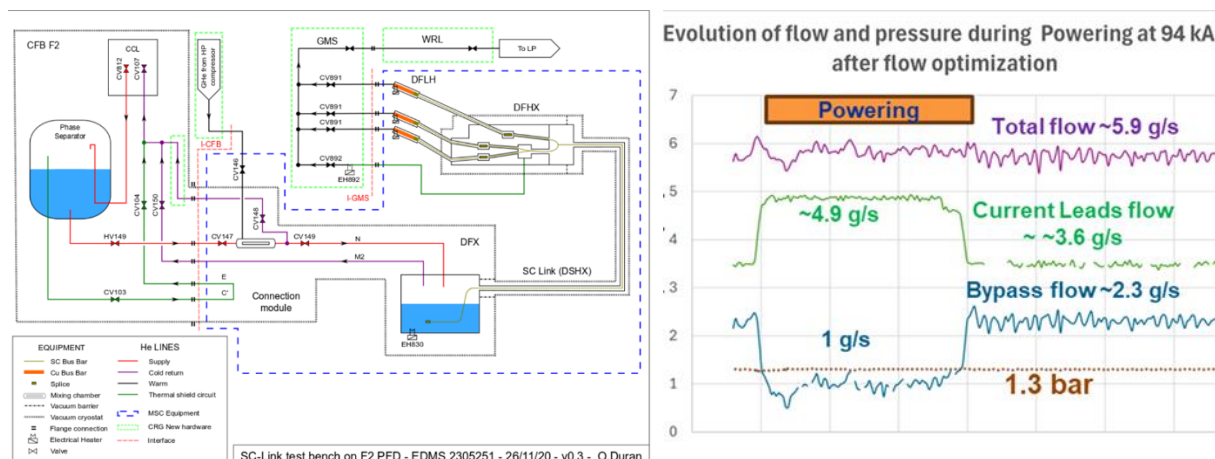 CFB F2
CCL
CV812
CV107
GHe from HP
compressor
GMS
WRL
To LP
CV891
CV891
CV891
CV892
EH892
DFLH
DFHX
I-CFB
I-GMS
Phase
Separator
CV104
CV150
CV146
CV148
HV149
CV147
CV149
N
M2
DFX
SC Link (DSHX)
E
C'
CV103
Connection
module
EH830
EQUIPMENT
SC Bus Bar
Cu Bus Bar
Splice
Mixing chamber
Vacuum barrier
Vacuum cryostat
Flange connection
Electrical Heater
Valve
He LINES
Supply
Cold return
Warm
Thermal shield circuit
MSC Equipment
CRG New hardware
Interface
SC-Link test bench on F2 PFD - EDMS 2305251 - 26/11/20 - v0.3 - O.Duran
Evolution of flow and pressure during Powering at 94 kA
after flow optimization
7
Powering
6
Total flow ~5.9 g/s
5
~4.9 g/s
Current Leads flow
~ ~3.6 g/s
4
3
Bypass flow ~2.3 g/s
2
1 g/s
1.3 bar
1
0